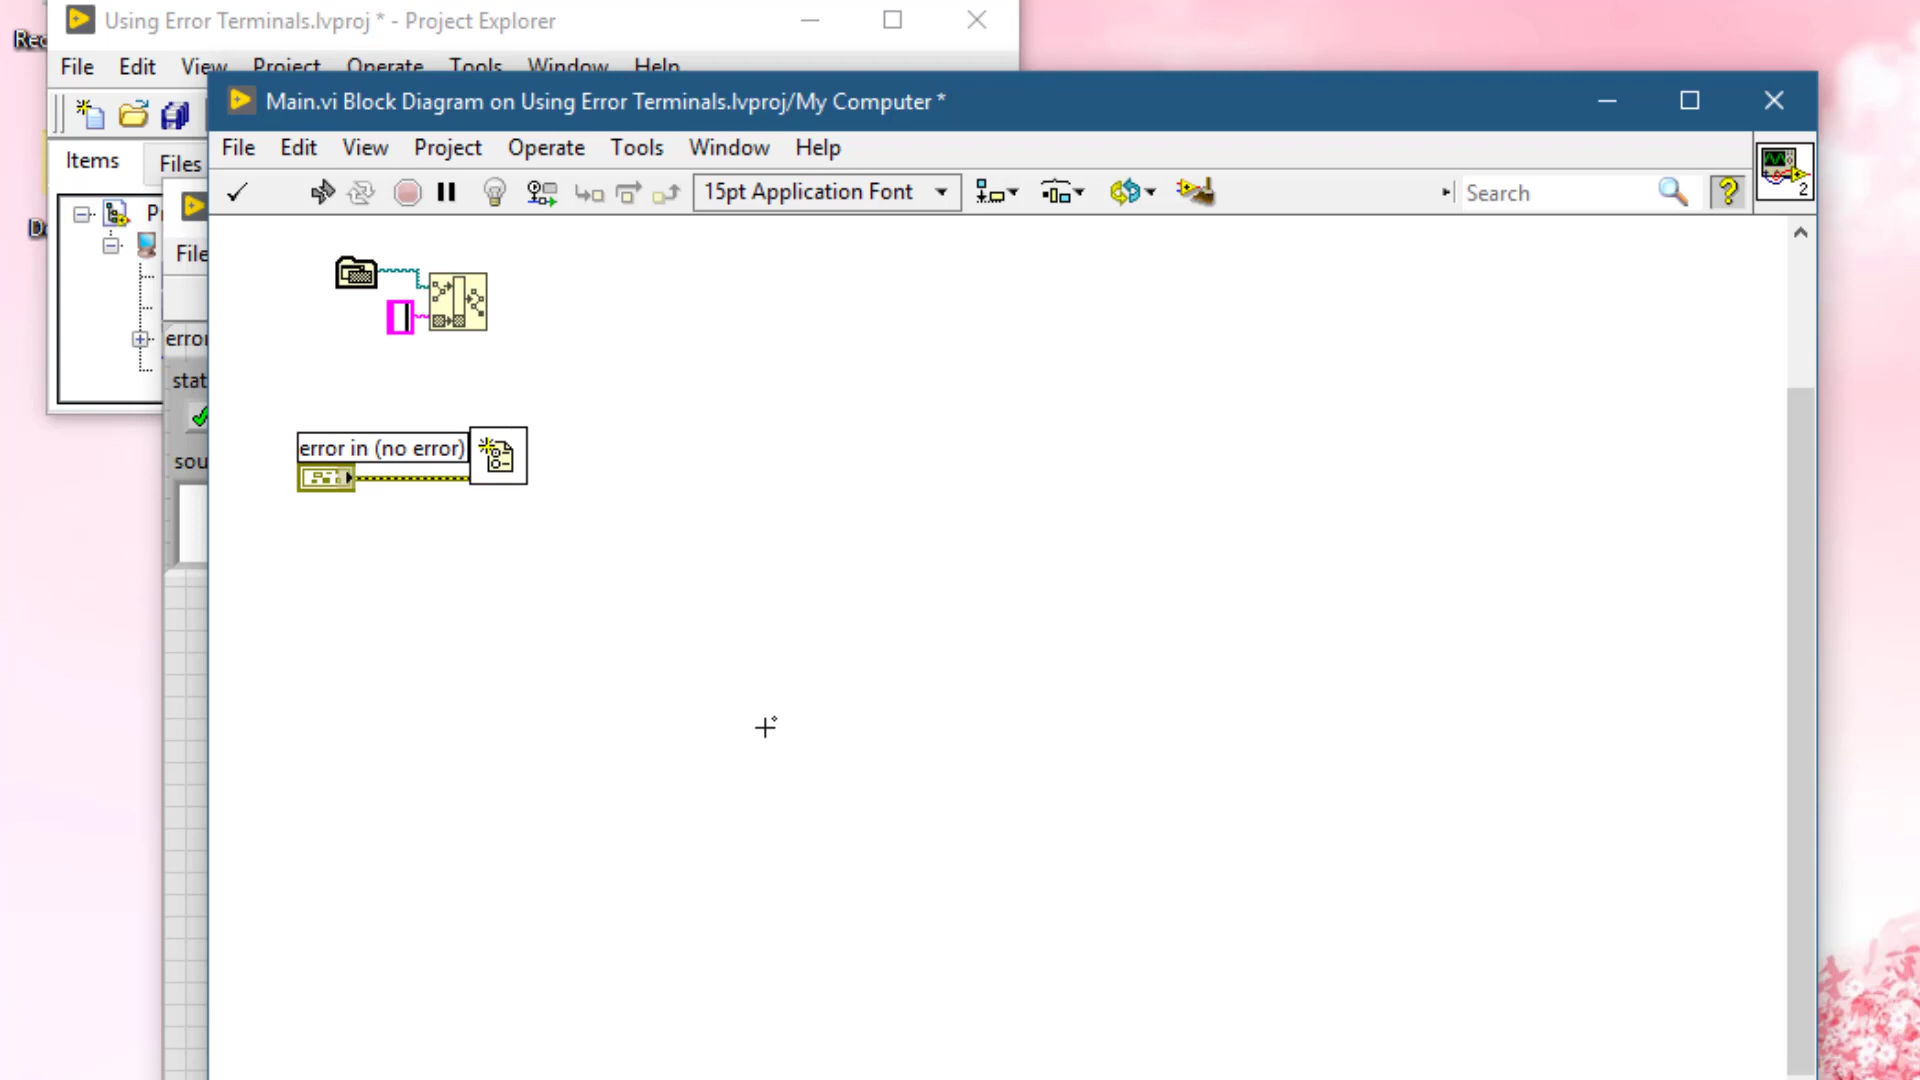 Rec
Using Error Terminals.lvproj * - Project Explorer
File Edit View Project Operate Tools Window Help
Main.vi Block Diagram on Using Error Terminals.lvproj/My Computer *
File Edit View Project Operate Tools Window Help
15pt Application Font
Search
2
Items Files
File
error in (no error)